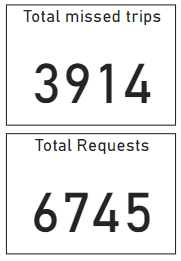 Total missed trips
3914
Total Requests
6745